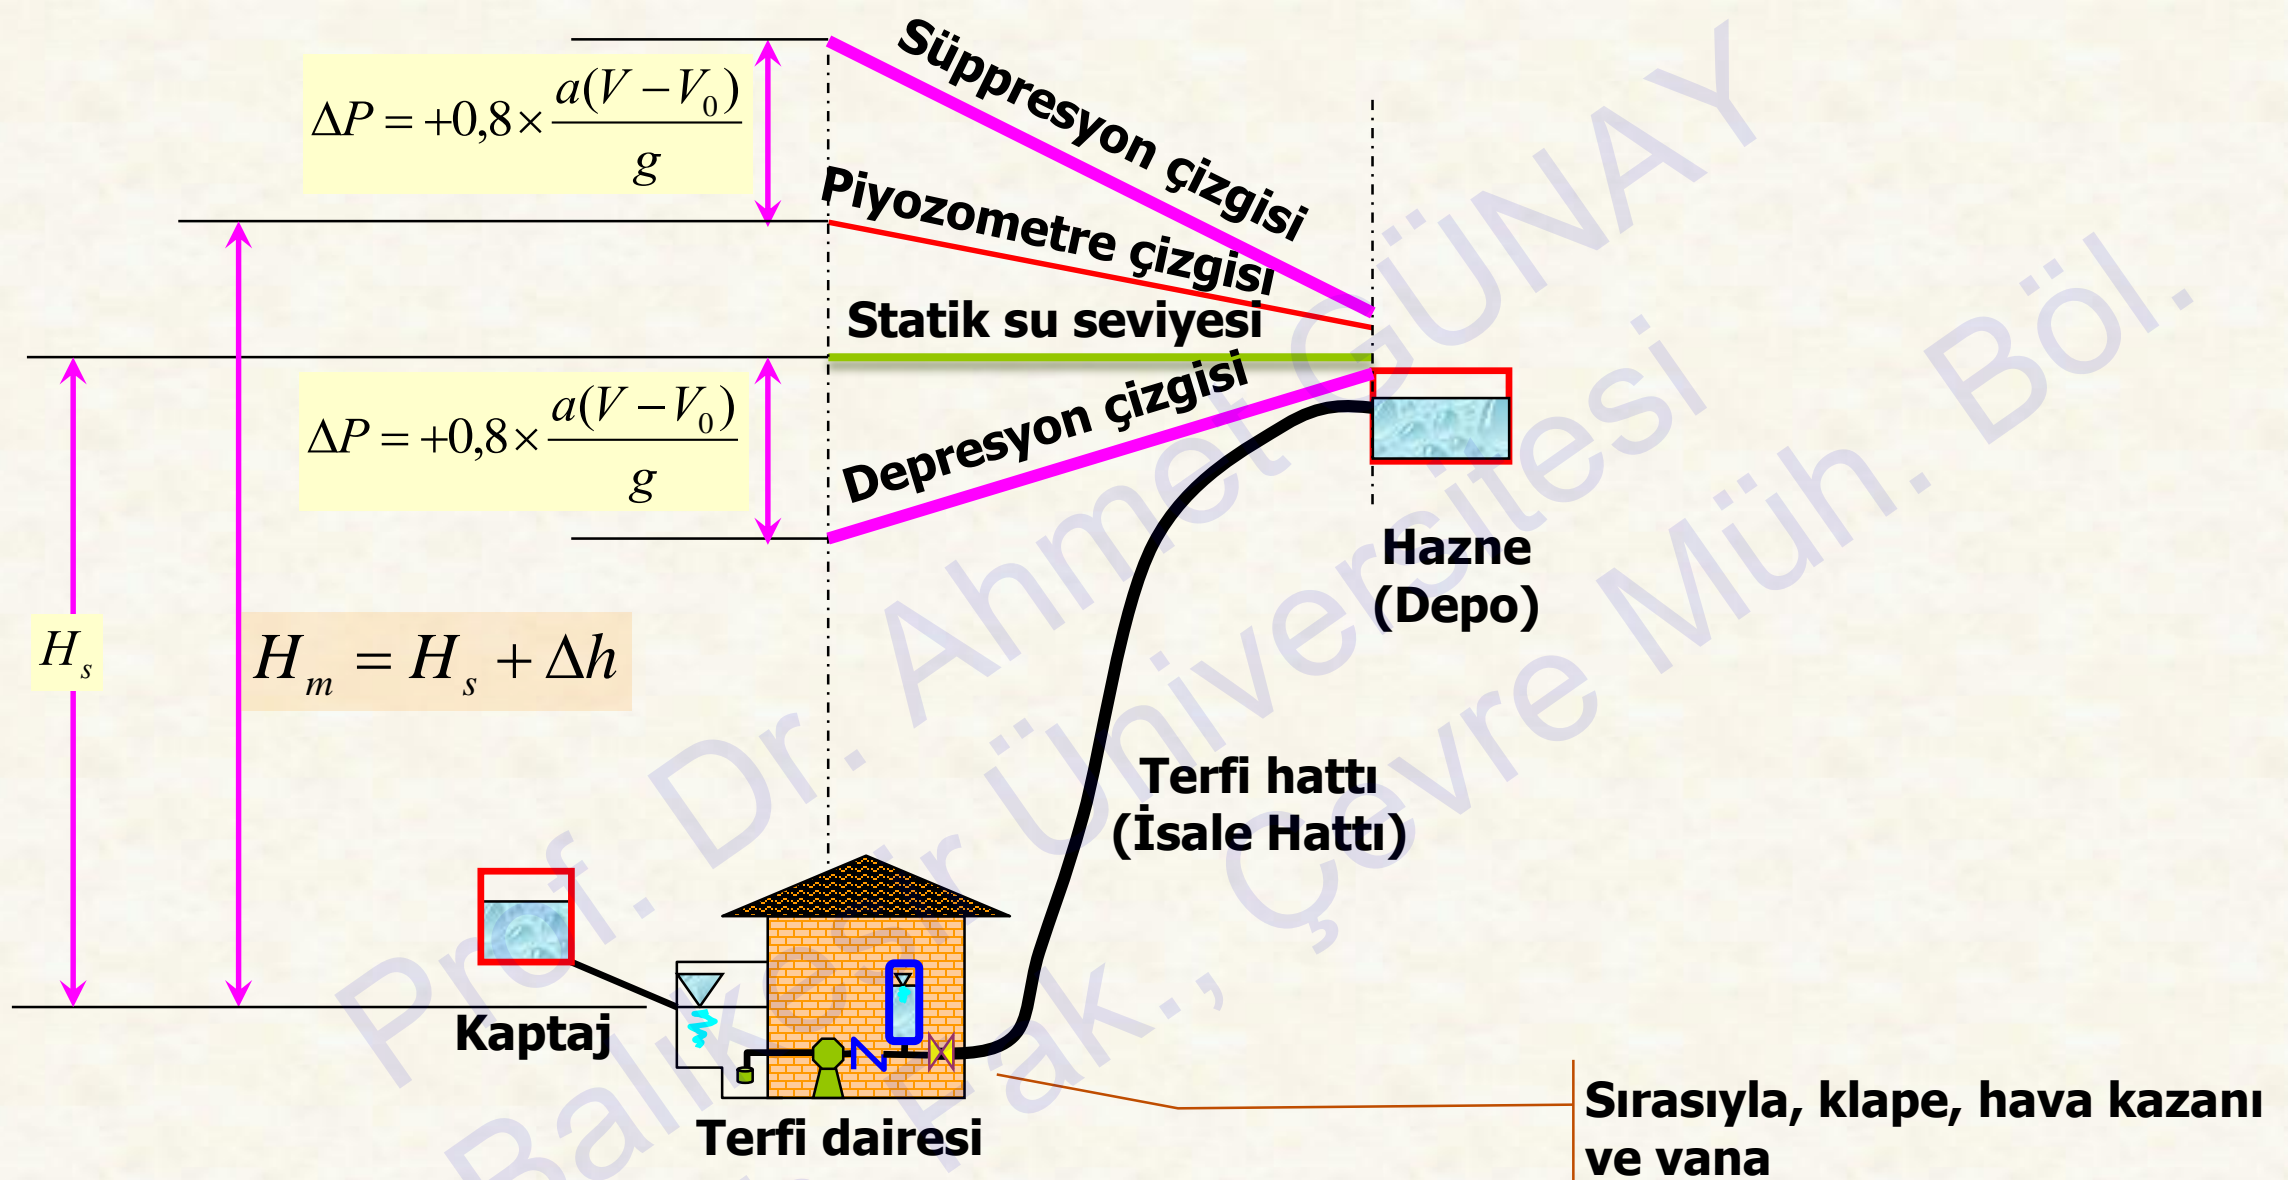 ΔP = +0,8 × a(V − V₀) / g
Süppresyon çizgisi
Piyozometre çizgisi
Statik su seviyesi
ΔP = +0,8 × a(V − V₀) / g
Depresyon çizgisi
Hazne
(Depo)
Hₛ
Hₘ = Hₛ + Δh
Terfi hattı
(İsale Hattı)
Kaptaj
Terfi dairesi
Sırasıyla, klape, hava kazanı
ve vana
Prof. Dr. Ahmet GÜNAY
Balıkesir Üniversitesi
Fak., Çevre Müh. Böl.